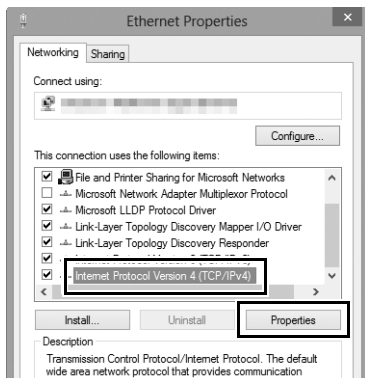 Ethernet Properties
Networking
Sharing
Connect using:
Configure...
This connection uses the following items:
File and Printer Sharing for Microsoft Networks
Microsoft Network Adapter Multiplexor Protocol
Microsoft LLDP Protocol Driver
Link-Layer Topology Discovery Mapper I/O Driver
Link-Layer Topology Discovery Responder
Internet Protocol Version 4 (TCP/IPv4)
Install...
Uninstall
Properties
Description
Transmission Control Protocol/Internet Protocol. The default
wide area network protocol that provides communication